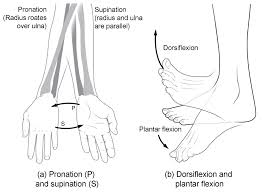 Pronation
(Radius roates
over ulna)
Supination
(radius and ulna
are parallel)
P
S
(a) Pronation (P)
and supination (S)
Dorsiflexion
Plantar flexion
(b) Dorsiflexion and
plantar flexion